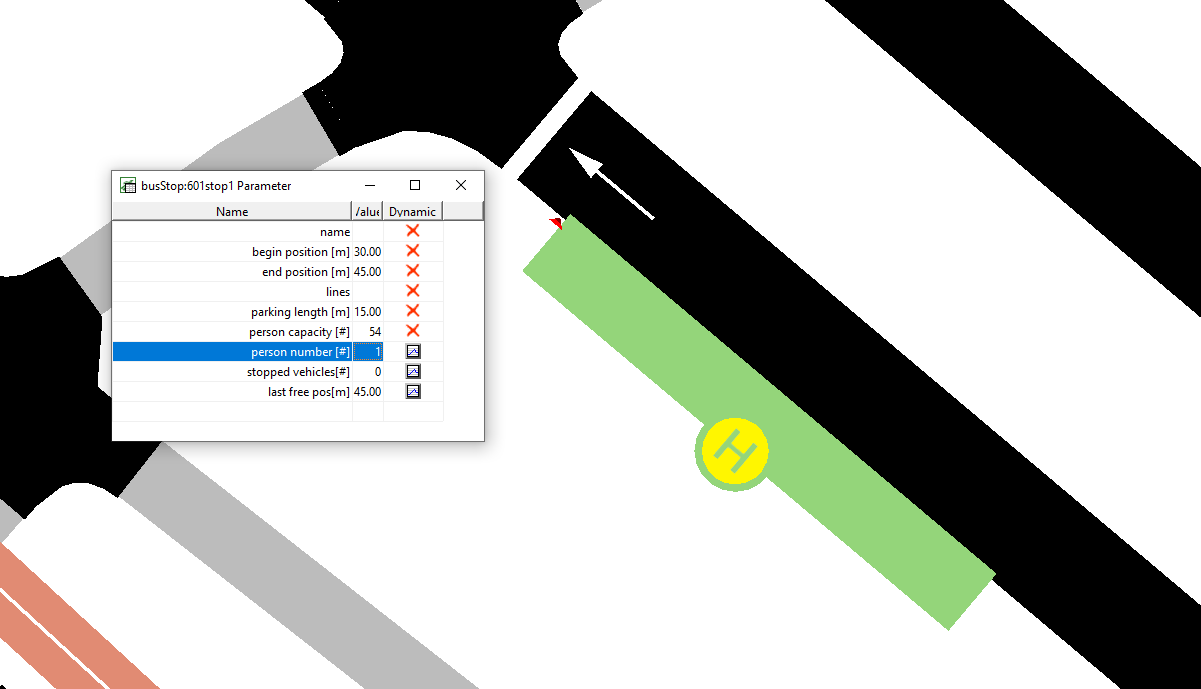 busStop:601stop1 Parameter
Name /alue Dynamic
name
begin position [m] 30.00
end position [m] 45.00
lines
parking length [m] 15.00
person capacity [#] 54
person number [#] 1
stopped vehicles[#] 0
last free pos[m] 45.00
H